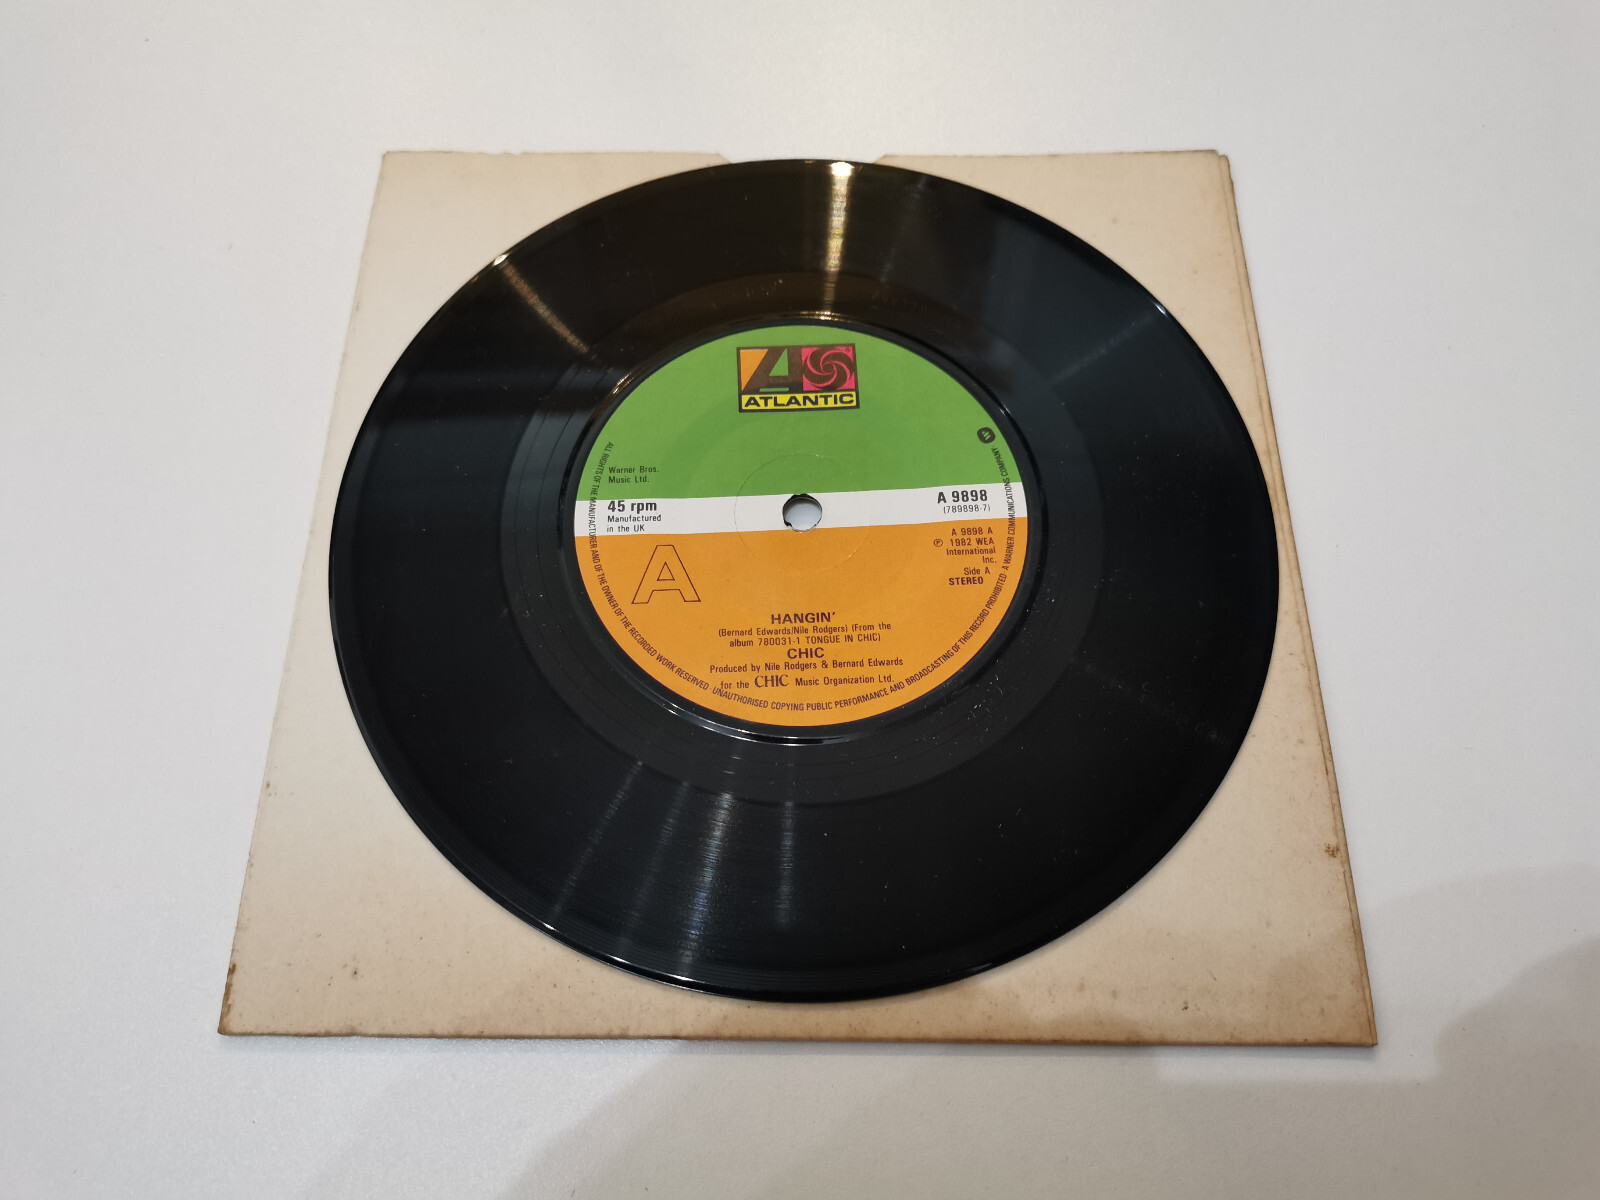 ATLANTIC
Warner Bros.
Music Ltd.
45 rpm
Manufactured
in the UK
A 9898
(789898-7)
A 9898 A
℗ 1982 WEA
International
Inc.
Side A
STEREO
A
HANGIN'
(Bernard Edwards/Nile Rodgers) (From the
album 780031-1 TONGUE IN CHIC)
CHIC
Produced by Nile Rodgers & Bernard Edwards
for the CHIC Music Organization Ltd.
ALL RIGHTS OF THE MANUFACTURER AND OF THE OWNER OF THE RECORDED WORK RESERVED UNAUTHORISED COPYING PUBLIC PERFORMANCE AND BROADCASTING OF THIS RECORD PROHIBITED A WARNER COMMUNICATIONS COMPANY